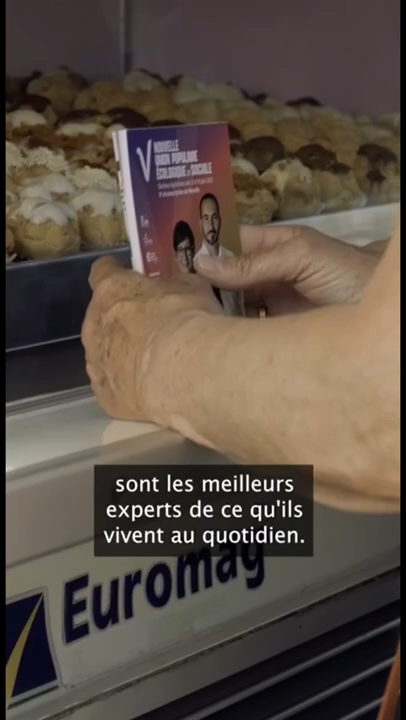 NOUVELLE
UNION POPULAIRE
ÉCOLOGIQUE ET SOCIALE
sont les meilleurs
experts de ce qu'ils
vivent au quotidien.
Euromag